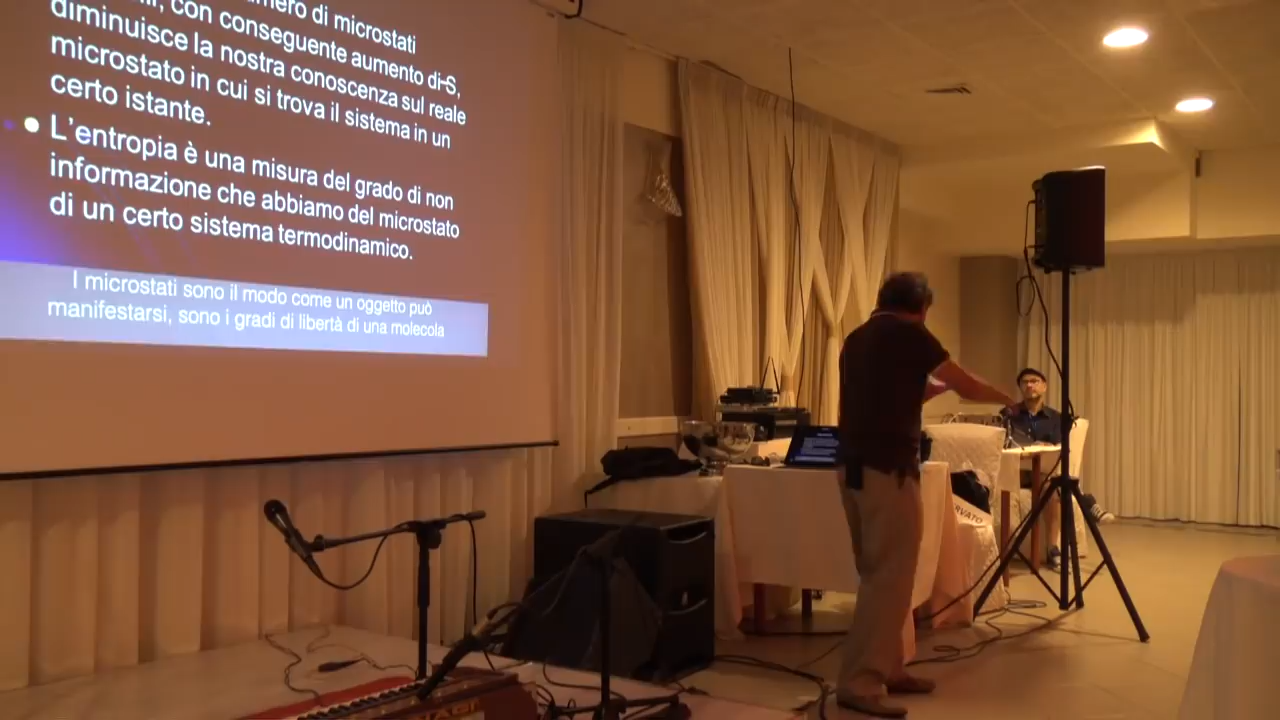 numero di microstati
con conseguente aumento di S,
diminuisce la nostra conoscenza sul reale
microstato in cui si trova il sistema in un
certo istante.
L'entropia è una misura del grado di non
informazione che abbiamo del microstato
di un certo sistema termodinamico.
I microstati sono il modo come un oggetto può
manifestarsi, sono i gradi di libertà di una molecola
RVATO